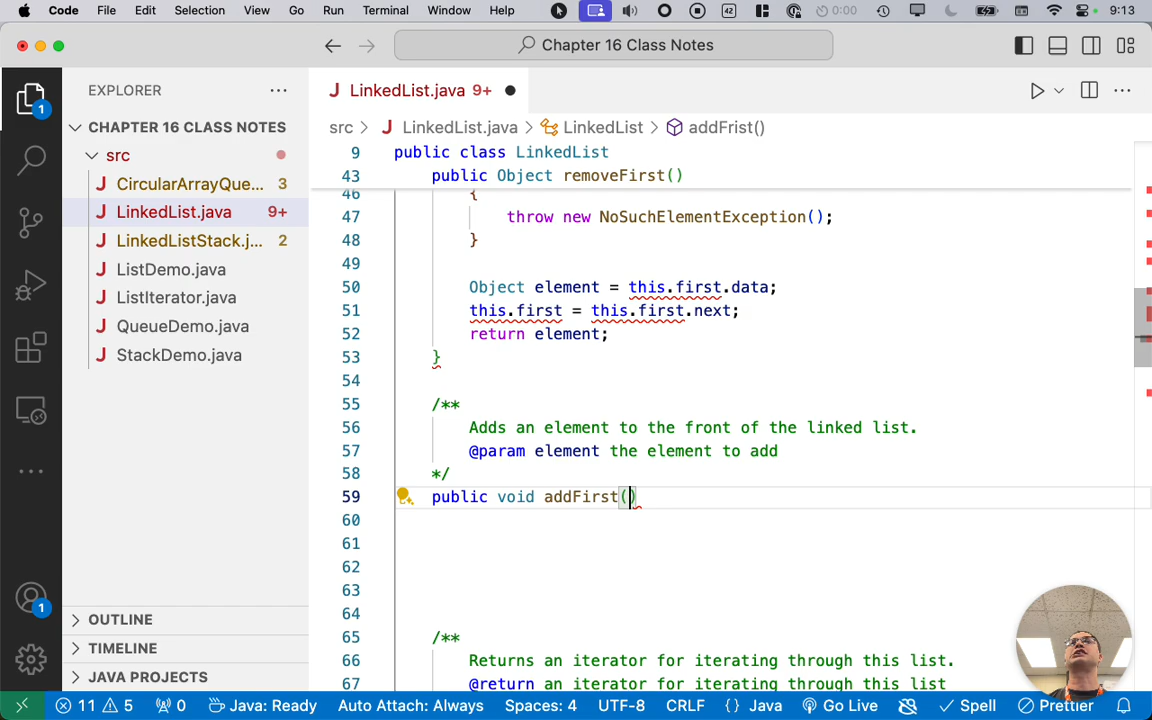 Code File Edit Selection View Go Run Terminal Window Help 42 0:00 9:13
Chapter 16 Class Notes
EXPLORER
LinkedList.java 9+
CHAPTER 16 CLASS NOTES
src
CircularArrayQue... 3
LinkedList.java 9+
LinkedListStack.j... 2
ListDemo.java
ListIterator.java
QueueDemo.java
StackDemo.java
OUTLINE
TIMELINE
JAVA PROJECTS
1
1
src > LinkedList.java > LinkedList > addFrist()
9 public class LinkedList
43 public Object removeFirst()
46 {
47 throw new NoSuchElementException();
48 }
49
50 Object element = this.first.data;
51 this.first = this.first.next;
52 return element;
53 }
54
55 /**
56 Adds an element to the front of the linked list.
57 @param element the element to add
58 */
59 public void addFirst()
60
61
62
63
64
65 /**
66 Returns an iterator for iterating through this list.
67 @return an iterator for iterating through this list
11 5 0 Java: Ready Auto Attach: Always Spaces: 4 UTF-8 CRLF {} Java Go Live Spell Prettier